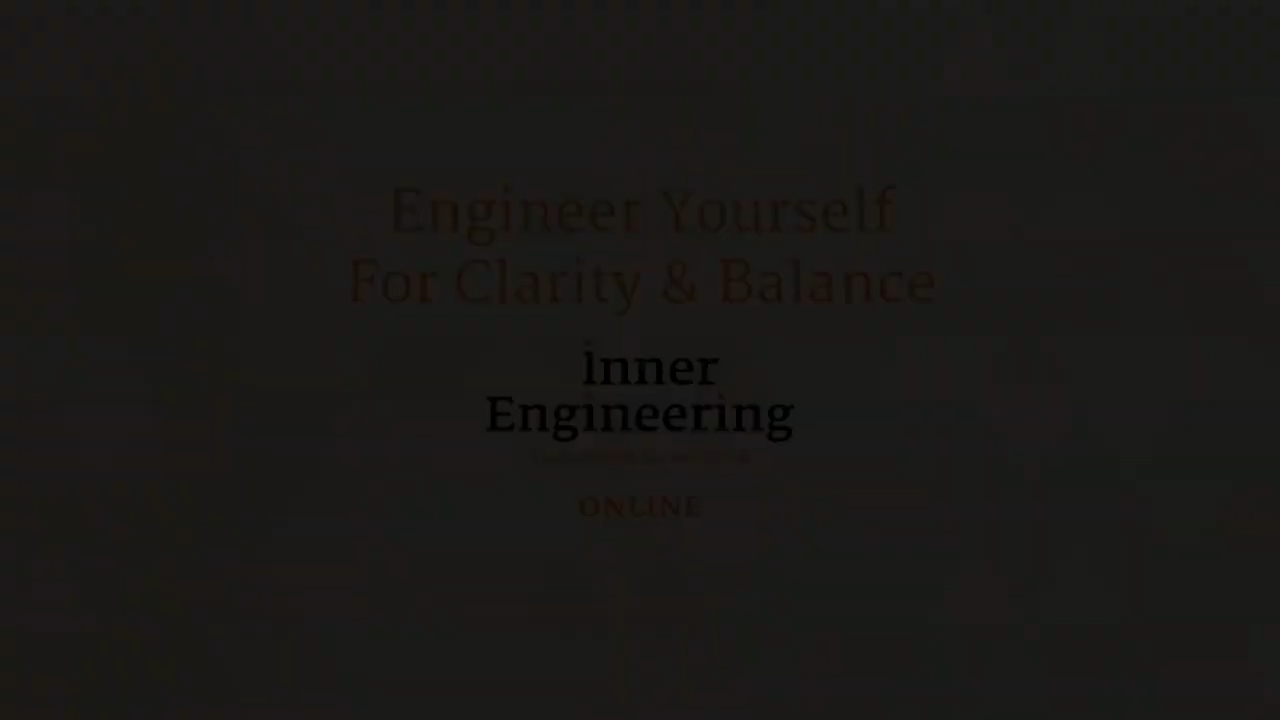 Engineer Yourself
For Clarity & Balance
Inner
Engineering
ONLINE